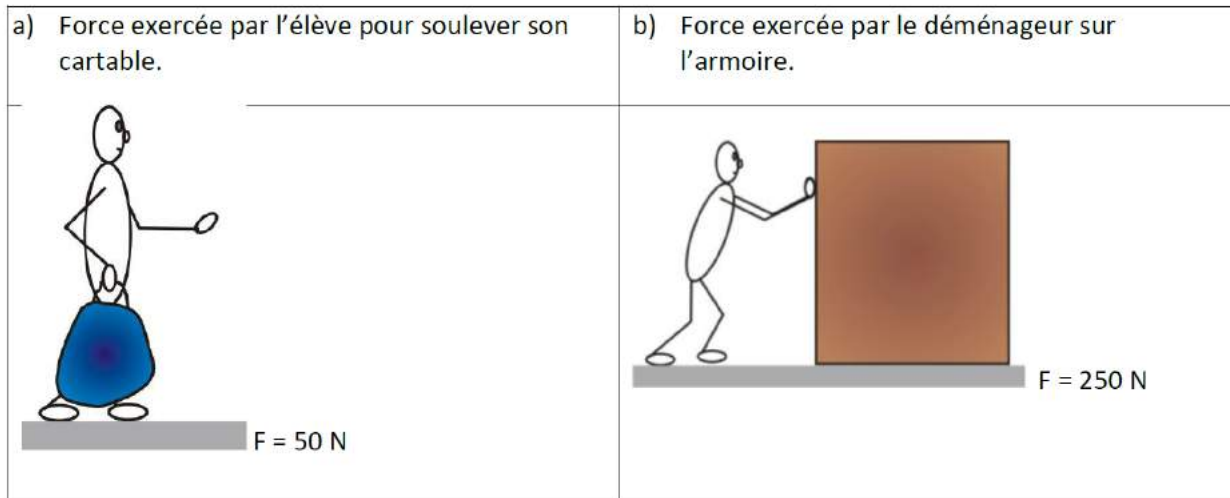 a) Force exercée par l'élève pour soulever son
cartable.
b) Force exercée par le déménageur sur
l'armoire.
F = 50 N
F = 250 N